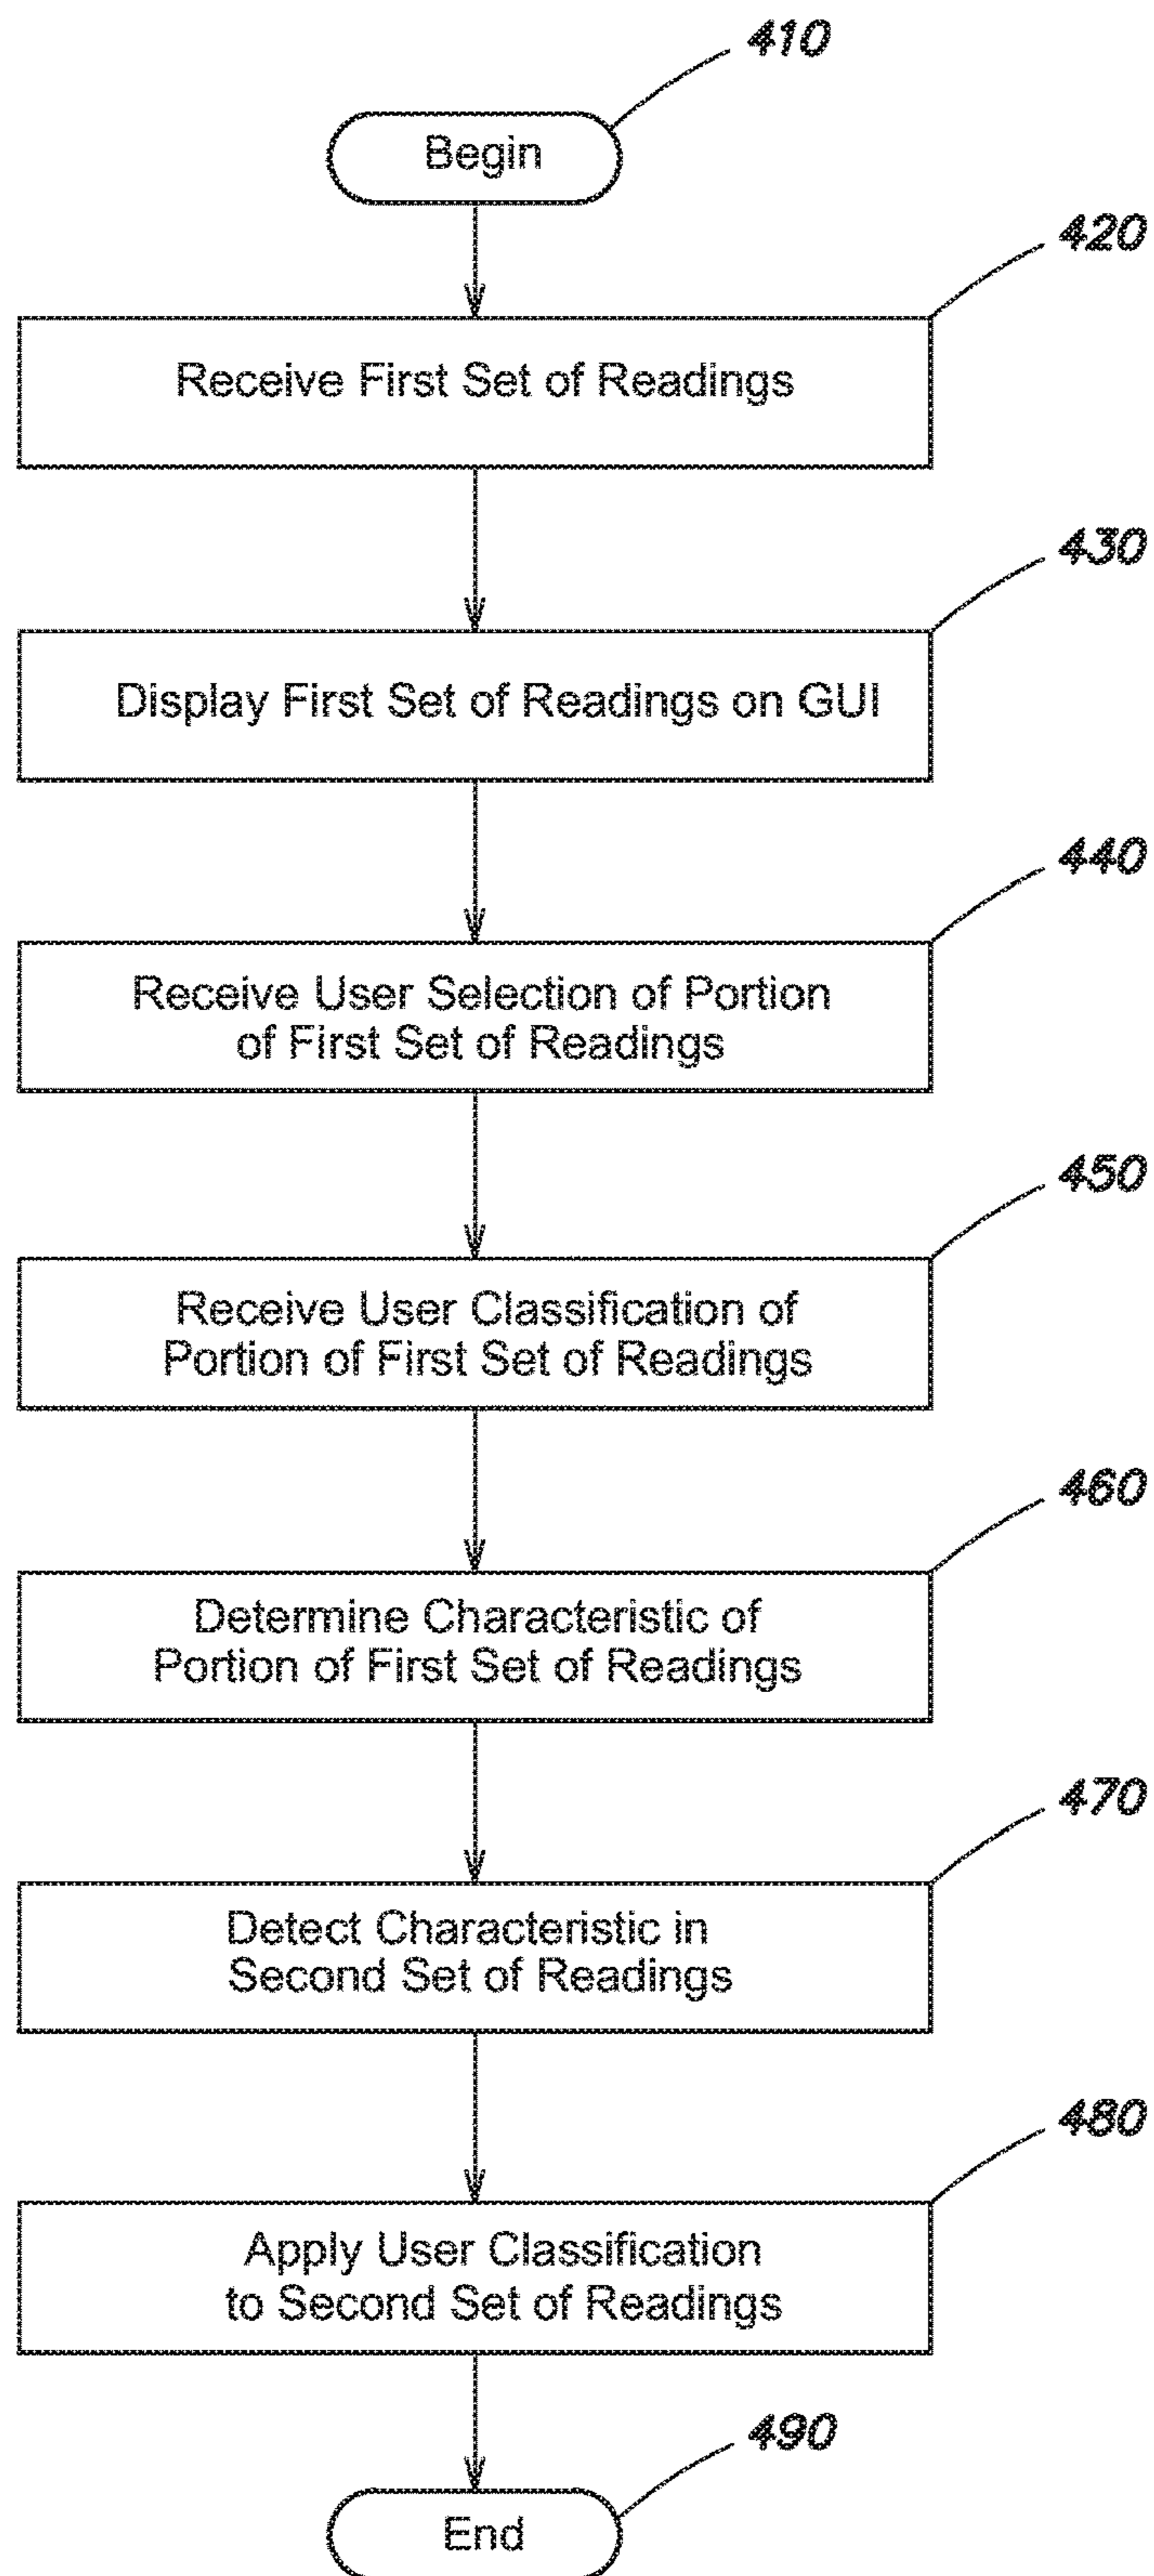 410
Begin
420
Receive First Set of Readings
430
Display First Set of Readings on GUI
440
Receive User Selection of Portion
of First Set of Readings
450
Receive User Classification of
Portion of First Set of Readings
460
Determine Characteristic of
Portion of First Set of Readings
470
Detect Characteristic in
Second Set of Readings
480
Apply User Classification
to Second Set of Readings
490
End